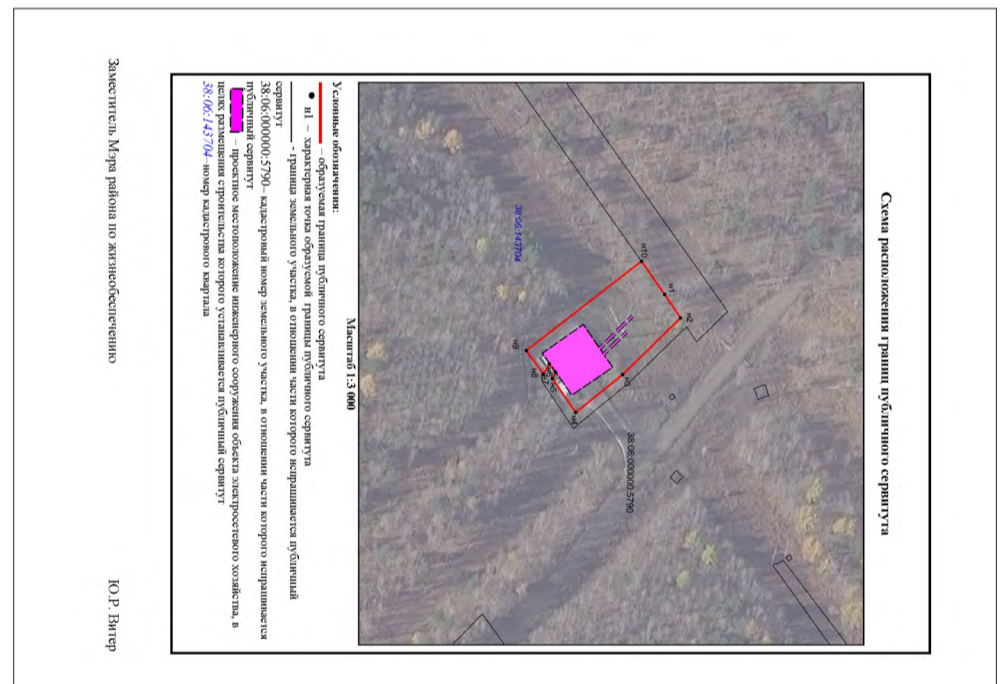 Схема расположения границ публичного сервитута
н10
н1
н2
н3
н4
н5
н8
н9
38:06:143704
38:06:000000:5790
Масштаб 1:3 000
Условные обозначения:
– образуемая граница публичного сервитута
н1 – характерная точка образуемой границы публичного сервитута
- граница земельного участка, в отношении части которого испрашивается публичный
сервитут
38:06:000000:5790– кадастровый номер земельного участка, в отношении части которого испрашивается
публичный сервитут
– проектное местоположение инженерного сооружения объекта электросетевого хозяйства, в
целях размещения строительства которого устанавливается публичный сервитут
38:06:143704–номер кадастрового квартала
Заместитель Мэра района по жизнеобеспечению Ю.Р. Витер